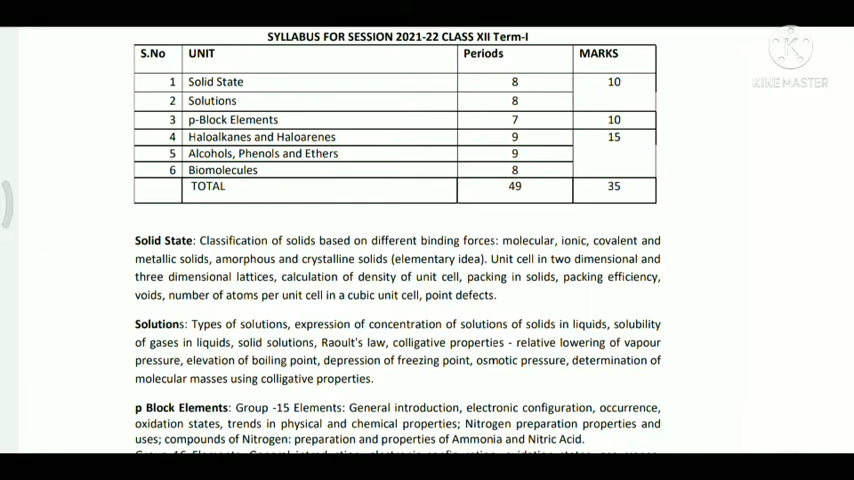 SYLLABUS FOR SESSION 2021-22 CLASS XII Term-I
S.No UNIT Periods MARKS
1 Solid State 8 10
2 Solutions 8
3 p-Block Elements 7 10
4 Haloalkanes and Haloarenes 9 15
5 Alcohols, Phenols and Ethers 9
6 Biomolecules 8
TOTAL 49 35
K
KINEMASTER
Solid State: Classification of solids based on different binding forces: molecular, ionic, covalent and
metallic solids, amorphous and crystalline solids (elementary idea). Unit cell in two dimensional and
three dimensional lattices, calculation of density of unit cell, packing in solids, packing efficiency,
voids, number of atoms per unit cell in a cubic unit cell, point defects.
Solutions: Types of solutions, expression of concentration of solutions of solids in liquids, solubility
of gases in liquids, solid solutions, Raoult's law, colligative properties - relative lowering of vapour
pressure, elevation of boiling point, depression of freezing point, osmotic pressure, determination of
molecular masses using colligative properties.
p Block Elements: Group -15 Elements: General introduction, electronic configuration, occurrence,
oxidation states, trends in physical and chemical properties; Nitrogen preparation properties and
uses; compounds of Nitrogen: preparation and properties of Ammonia and Nitric Acid.